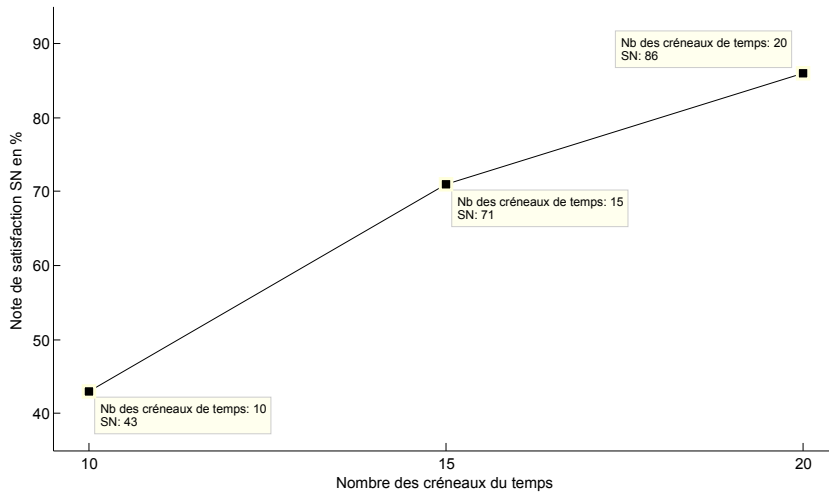 90
80
70
60
50
40
Note de satisfaction SN en %
Nb des créneaux de temps: 20
SN: 86
Nb des créneaux de temps: 15
SN: 71
Nb des créneaux de temps: 10
SN: 43
10
15
20
Nombre des créneaux du temps